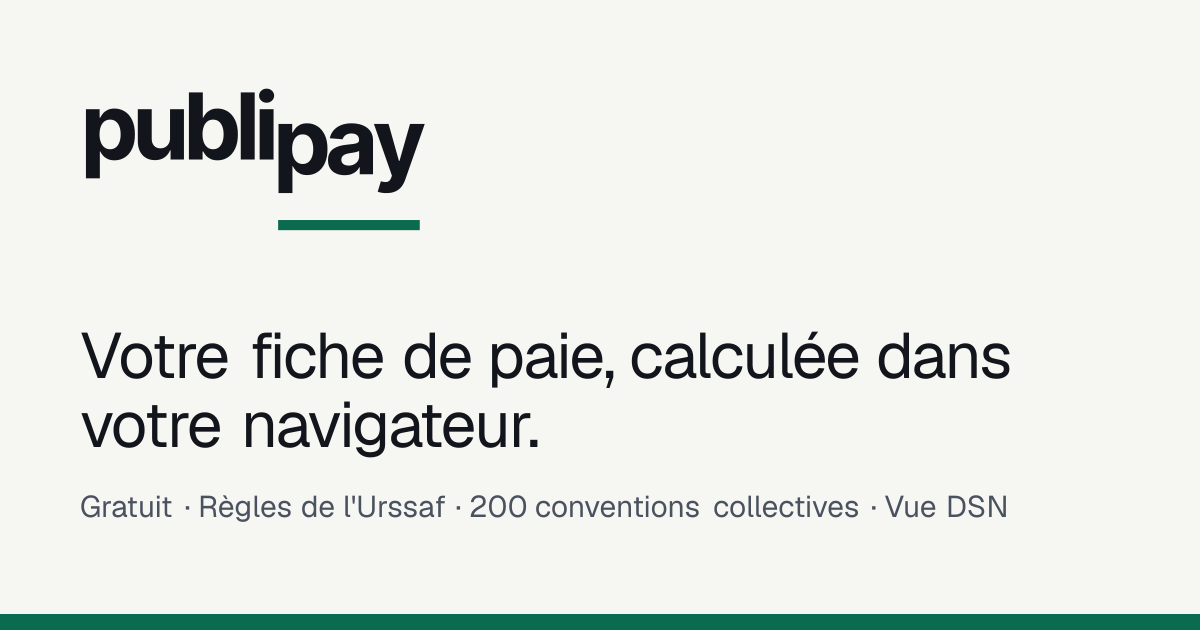 publipay
Votre fiche de paie, calculée dans
votre navigateur.
Gratuit · Règles de l'Urssaf · 200 conventions collectives · Vue DSN